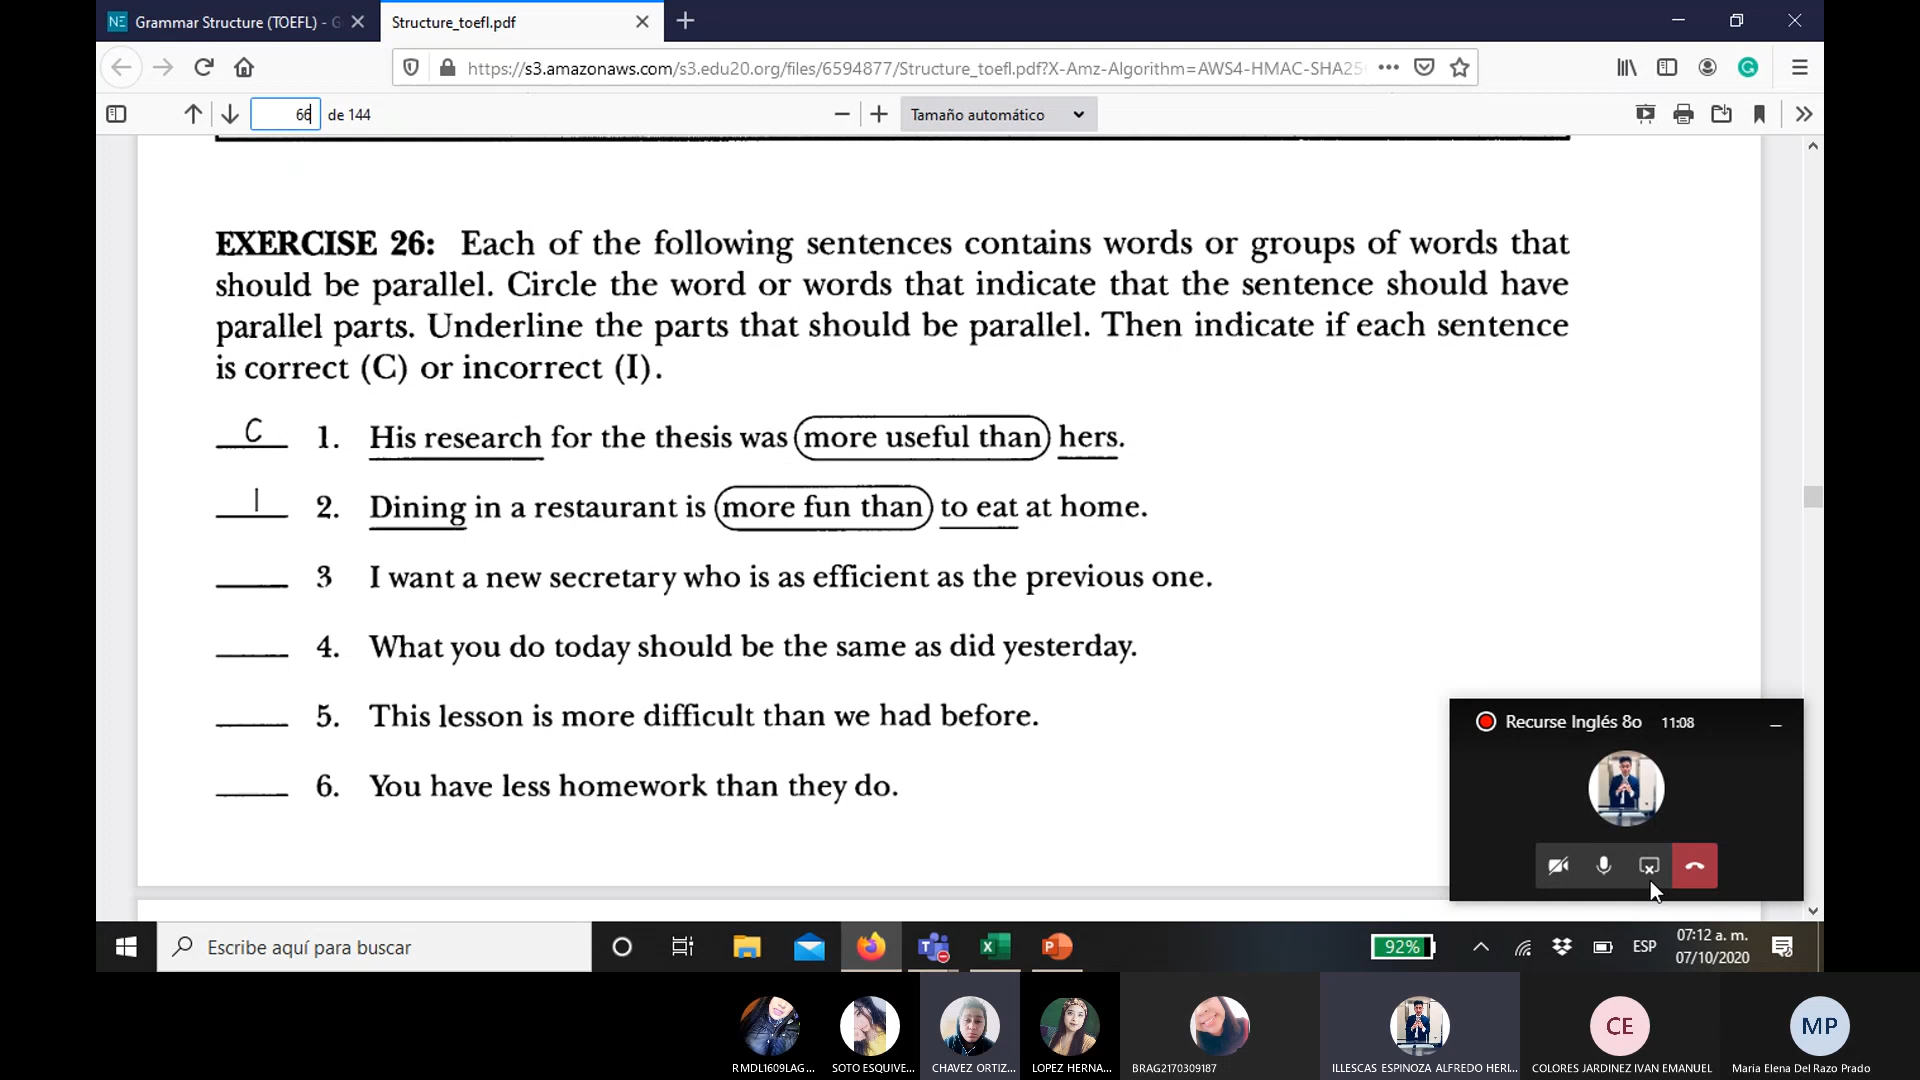 Grammar Structure (TOEFL) - G
Structure_toefl.pdf
https://s3.amazonaws.com/s3.edu20.org/files/6594877/Structure_toefl.pdf?X-Amz-Algorithm=AWS4-HMAC-SHA25
66 de 144
Tamaño automático
EXERCISE 26: Each of the following sentences contains words or groups of words that
should be parallel. Circle the word or words that indicate that the sentence should have
parallel parts. Underline the parts that should be parallel. Then indicate if each sentence
is correct (C) or incorrect (I).
C 1. His research for the thesis was more useful than hers.
I 2. Dining in a restaurant is more fun than to eat at home.
3 I want a new secretary who is as efficient as the previous one.
4. What you do today should be the same as did yesterday.
5. This lesson is more difficult than we had before.
6. You have less homework than they do.
Recurse Inglés 8o 11:08
Escribe aquí para buscar
92%
ESP
07:12 a. m.
07/10/2020
RMDL1609LAG...
SOTO ESQUIVE...
CHAVEZ ORTIZ...
LOPEZ HERNA...
BRAG2170309187
ILLESCAS ESPINOZA ALFREDO HERI...
CE
COLORES JARDINEZ IVAN EMANUEL
MP
Maria Elena Del Razo Prado